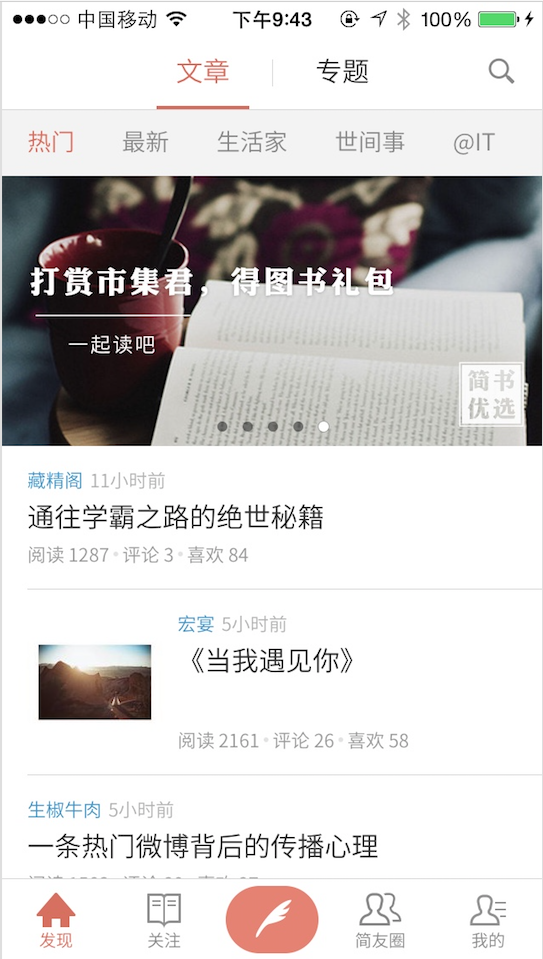 中国移动 下午9:43 100%
文章 专题
热门 最新 生活家 世间事 @IT
打赏市集君，得图书礼包
一起读吧
简书
优选
藏精阁 11小时前
通往学霸之路的绝世秘籍
阅读 1287 • 评论 3 • 喜欢 84
宏宴 5小时前
《当我遇见你》
阅读 2161 • 评论 26 • 喜欢 58
生椒牛肉 5小时前
一条热门微博背后的传播心理
发现 关注 简友圈 我的